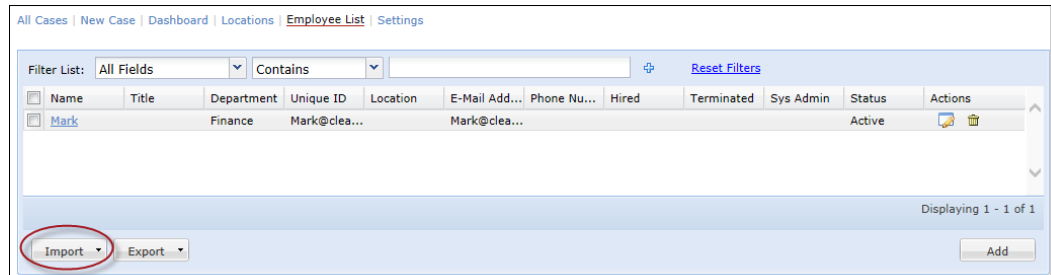 All Cases | New Case | Dashboard | Locations | Employee List | Settings
Filter List: All Fields Contains Reset Filters
Name Title Department Unique ID Location E-Mail Add... Phone Nu... Hired Terminated Sys Admin Status Actions
Mark Finance Mark@clea... Mark@clea... Active
Displaying 1 - 1 of 1
Import Export Add